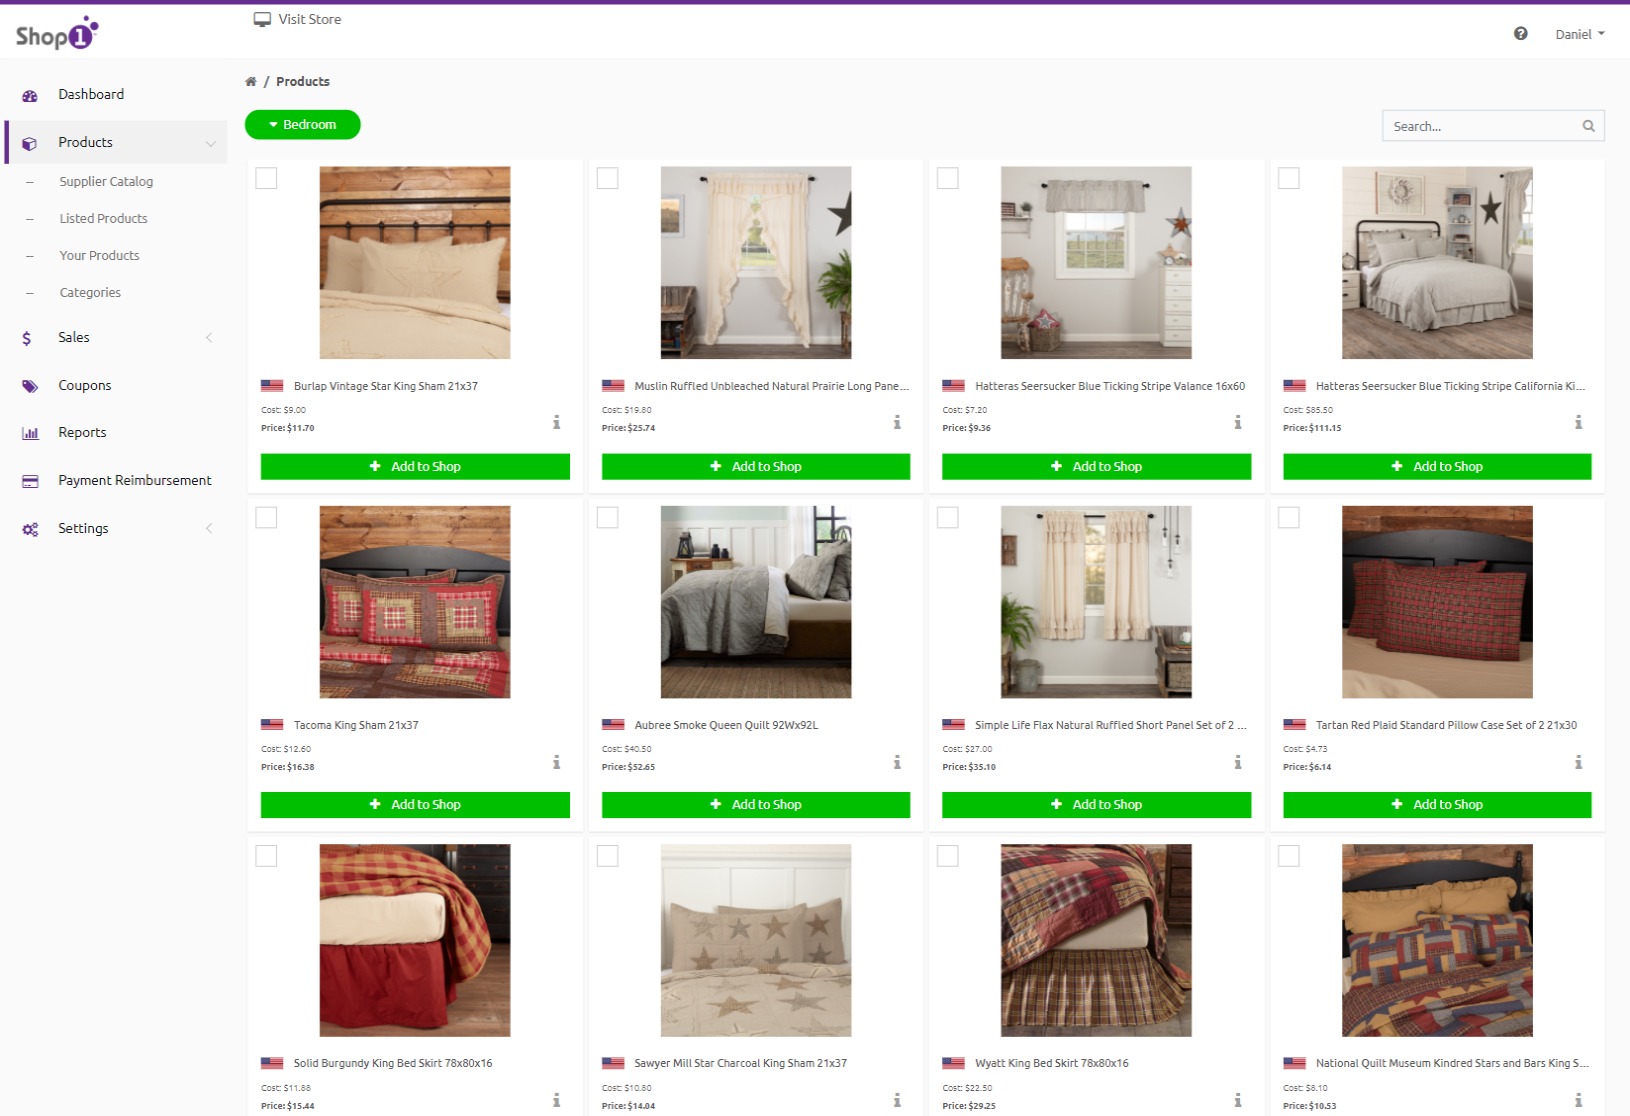 Shop1
Visit Store
Daniel
Dashboard
Products
Supplier Catalog
Listed Products
Your Products
Categories
Sales
Coupons
Reports
Payment Reimbursement
Settings
/ Products
Bedroom
Search...
Burlap Vintage Star King Sham 21x37
Cost: $9.00
Price: $11.70
Add to Shop
Muslin Ruffled Unbleached Natural Prairie Long Pane...
Cost: $19.80
Price: $25.74
Add to Shop
Hatteras Seersucker Blue Ticking Stripe Valance 16x60
Cost: $7.20
Price: $9.36
Add to Shop
Hatteras Seersucker Blue Ticking Stripe California Ki...
Cost: $85.50
Price: $111.15
Add to Shop
Tacoma King Sham 21x37
Cost: $12.60
Price: $16.38
Add to Shop
Aubree Smoke Queen Quilt 92Wx92L
Cost: $40.50
Price: $52.65
Add to Shop
Simple Life Flax Natural Ruffled Short Panel Set of 2 ...
Cost: $27.00
Price: $35.10
Add to Shop
Tartan Red Plaid Standard Pillow Case Set of 2 21x30
Cost: $4.73
Price: $6.14
Add to Shop
Solid Burgundy King Bed Skirt 78x80x16
Cost: $11.88
Price: $15.44
Sawyer Mill Star Charcoal King Sham 21x37
Cost: $10.80
Price: $14.04
Wyatt King Bed Skirt 78x80x16
Cost: $22.50
Price: $29.25
National Quilt Museum Kindred Stars and Bars King S...
Cost: $8.10
Price: $10.53